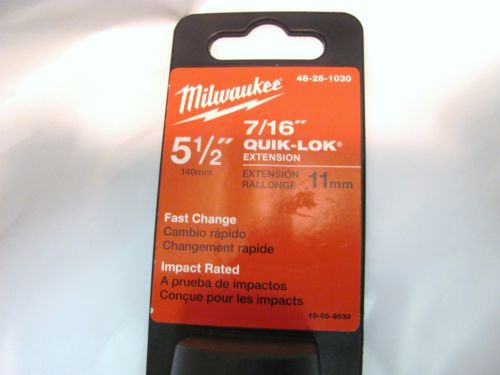 48-28-1030
Milwaukee
5 1/2" 7/16"
140mm QUIK-LOK®
EXTENSION
EXTENSIÓN
RALLONGE 11mm
Fast Change
Cambio rápido
Changement rapide
Impact Rated
A prueba de impactos
Conçue pour les impacts
10-05-9030